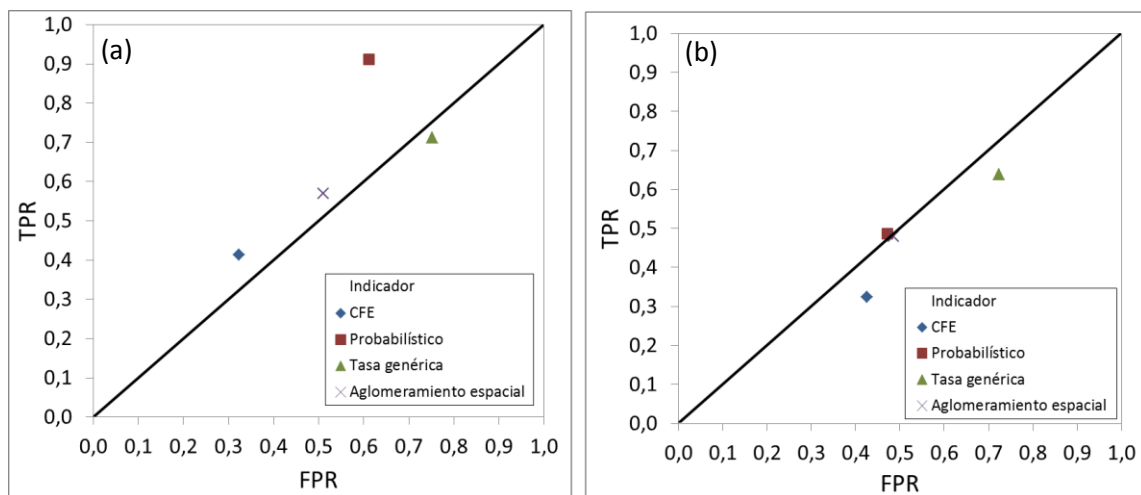 (a)
1,0
0,9
0,8
0,7
0,6
0,5
0,4
0,3
0,2
0,1
0,0
TPR
Indicador
CFE
Probabilístico
Tasa genérica
Aglomeramiento espacial
0,0 0,1 0,2 0,3 0,4 0,5 0,6 0,7 0,8 0,9 1,0
FPR
(b)
1,0
0,9
0,8
0,7
0,6
0,5
0,4
0,3
0,2
0,1
0,0
TPR
Indicador
CFE
Probabilístico
Tasa genérica
Aglomeramiento espacial
0,0 0,1 0,2 0,3 0,4 0,5 0,6 0,7 0,8 0,9 1,0
FPR